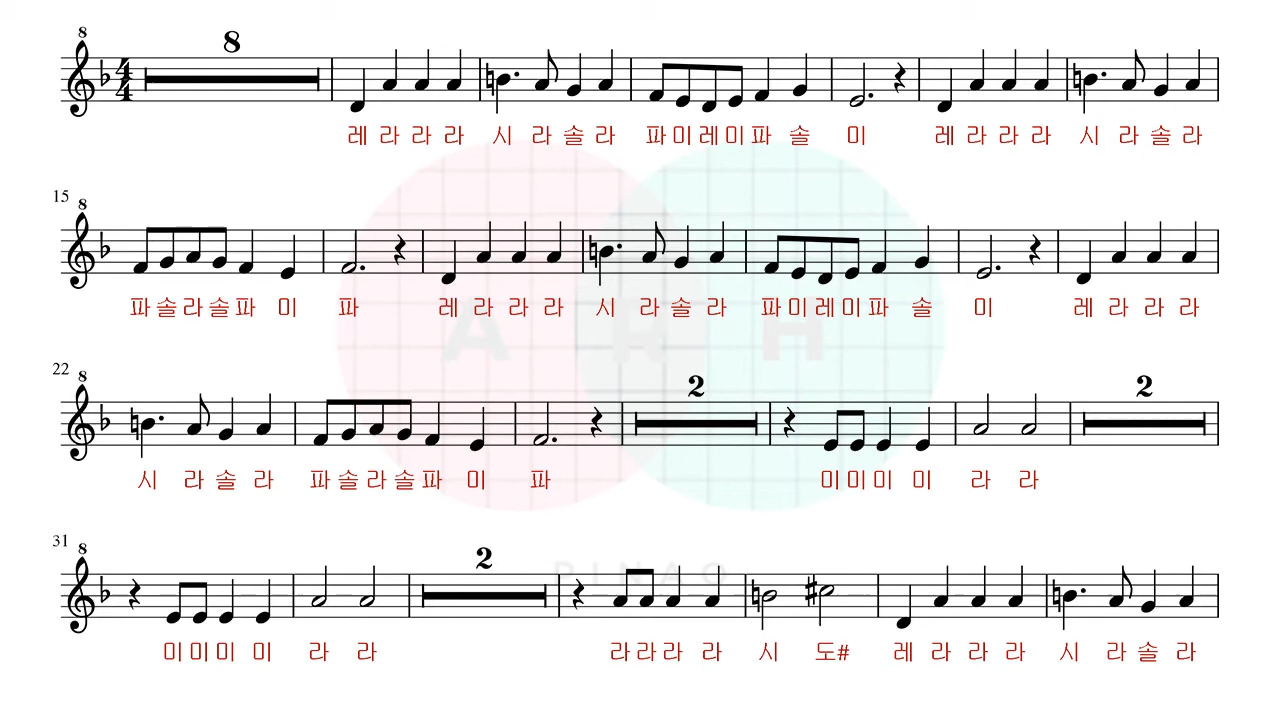 8
8
4
4
레 라 라 라 시 라 솔 라 파 미 레 미 파 솔 미 레 라 라 라 시 라 솔 라
15
8
파 솔 라 솔 파 미 파 레 라 라 라 시 라 솔 라 파 미 레 미 파 솔 미 레 라 라 라
22
8
2
2
시 라 솔 라 파 솔 라 솔 파 미 파 미 미 미 미 라 라
A R H
31
8
2
PINAO
미 미 미 미 라 라 라 라 라 라 시 도# 레 라 라 라 시 라 솔 라